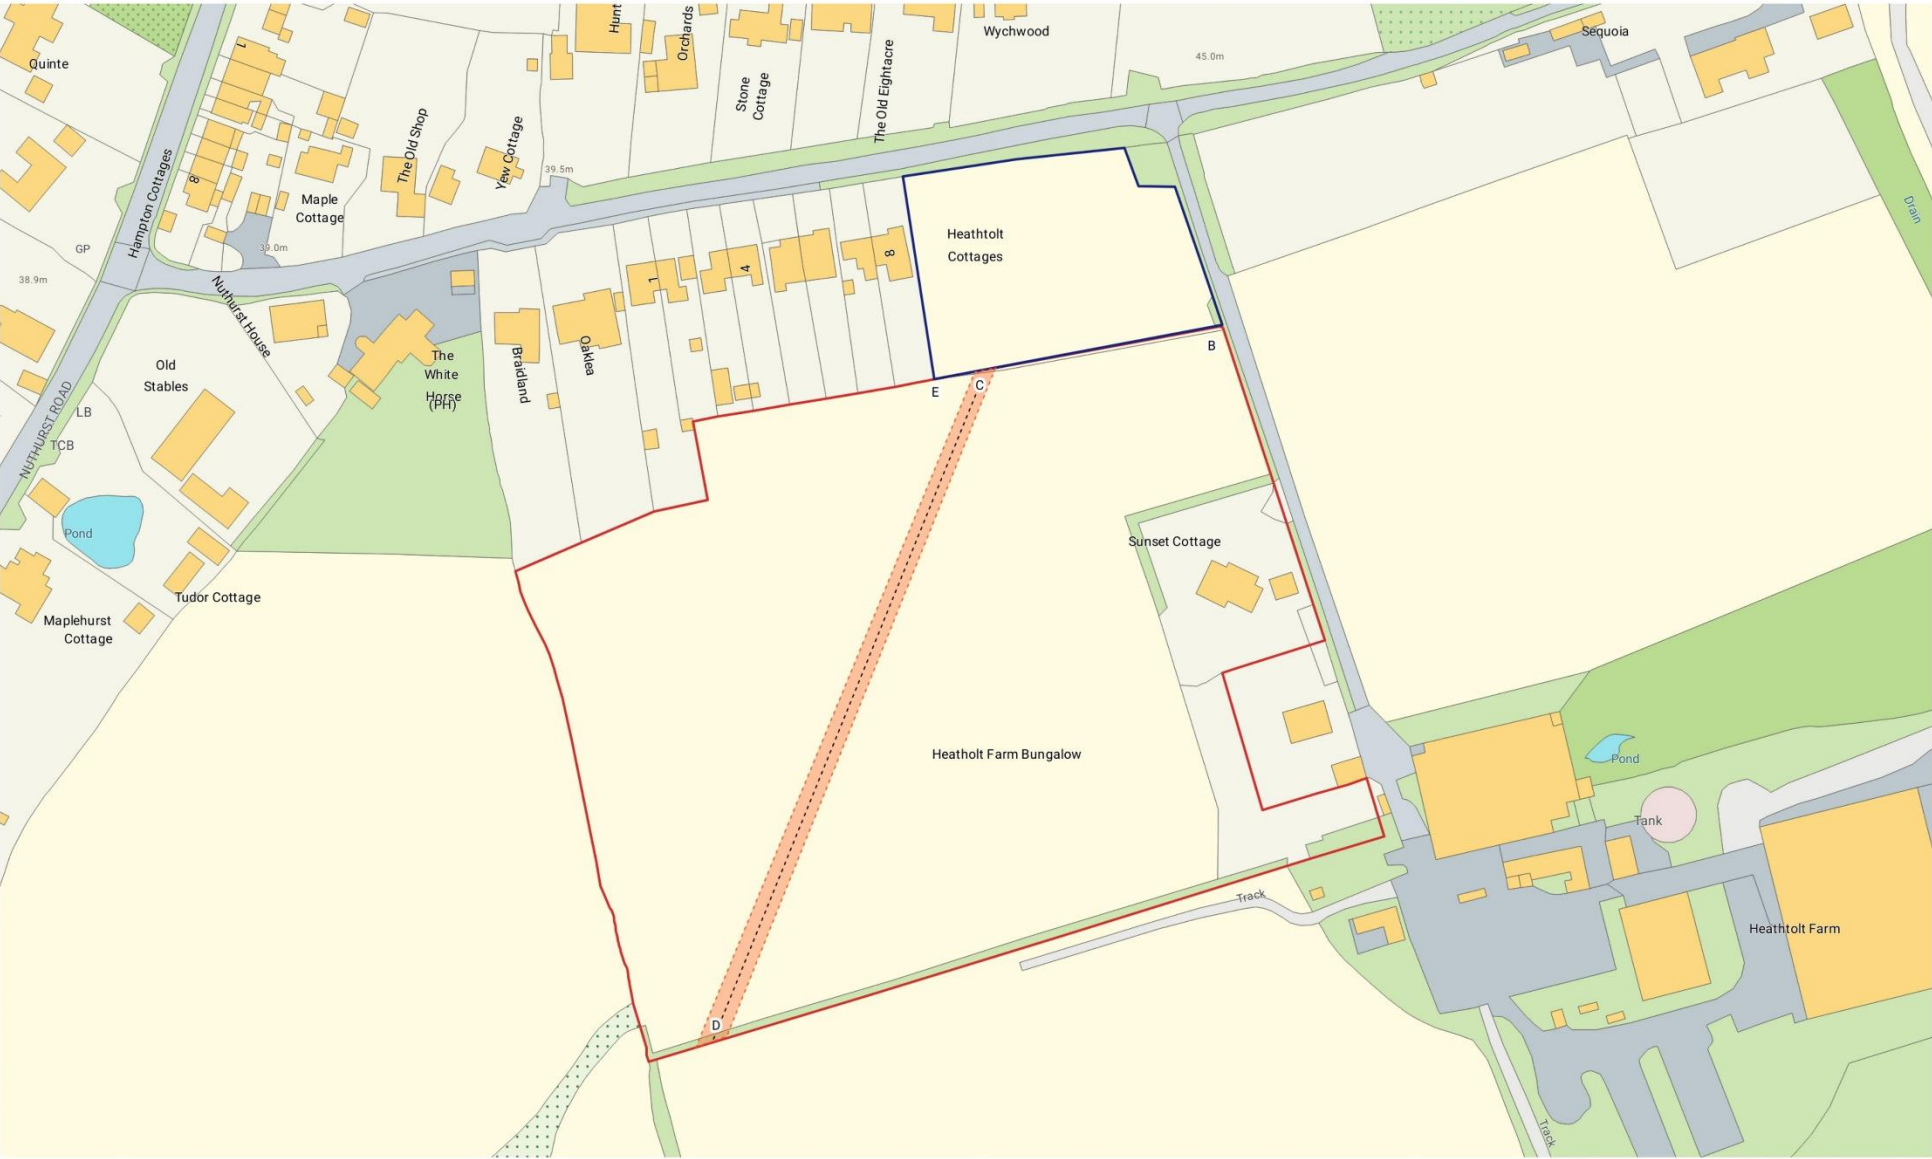 Quinte
1
Hunt
Orchards
Stone
Cottage
The Old Eightacre
Wychwood
45.0m
Sequoia
Hampton Cottages
8
Maple
Cottage
The Old Shop
Yew Cottage
39.5m
Drain
GP
39.0m
38.9m
Nuthurst House
Heathtolt
Cottages
1
4
8
Old
Stables
The
White
Horse
(PH)
Braidland
Oaklea
B
C
E
NUTHURST ROAD
LB
TCB
Pond
Sunset Cottage
Tudor Cottage
Maplehurst
Cottage
Heatholt Farm Bungalow
Pond
Tank
Track
Heathtolt Farm
D
Track